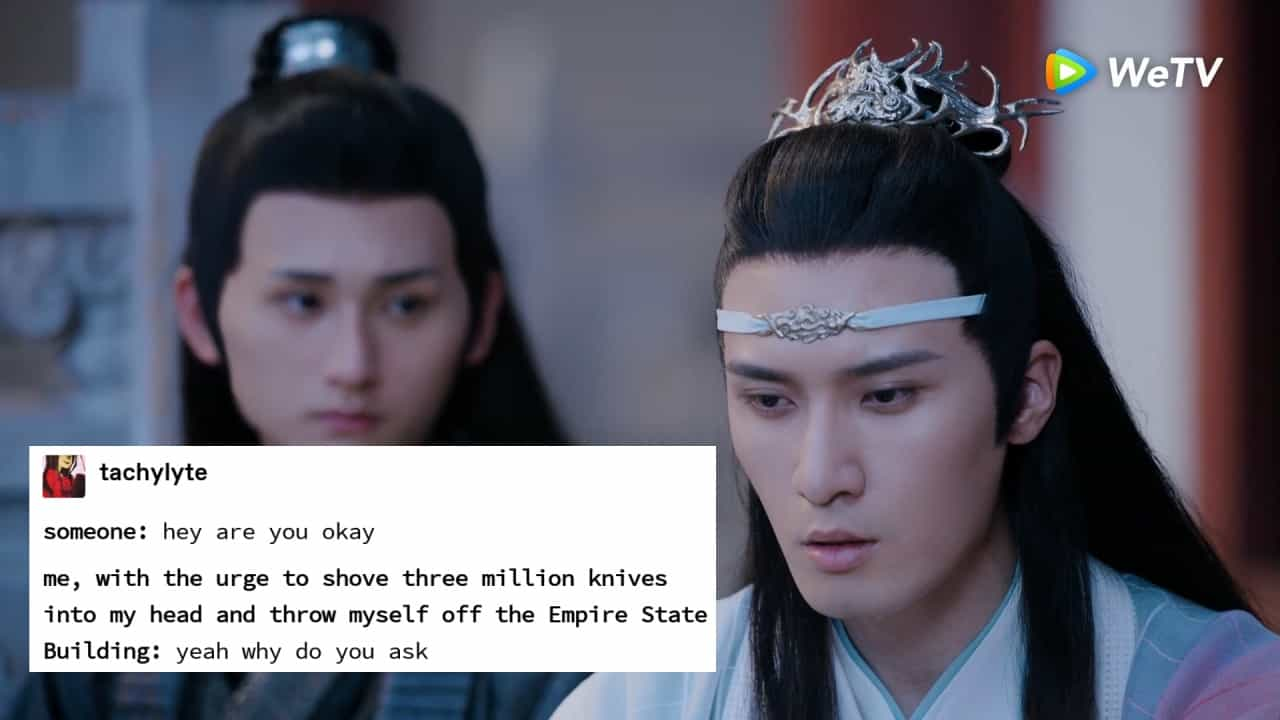 WeTV
tachylyte
someone: hey are you okay
me, with the urge to shove three million knives
into my head and throw myself off the Empire State
Building: yeah why do you ask